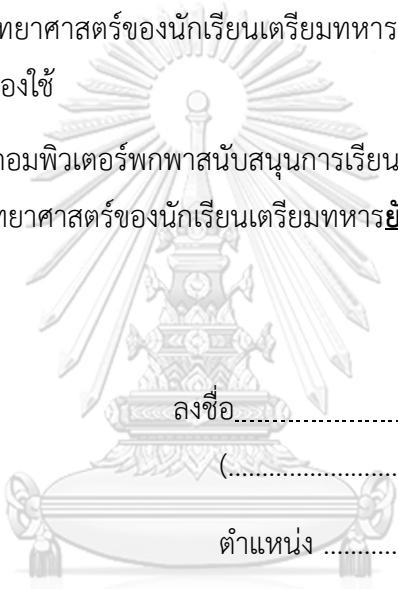 ทยาศาสตร์ของนักเรียนเตรียมทหาร
องใช้
คอมพิวเตอร์พกพาสนับสนุนการเรียน
ทยาศาสตร์ของนักเรียนเตรียมทหารยั
ลงชื่อ........................
(........................
ตำแหน่ง ...........